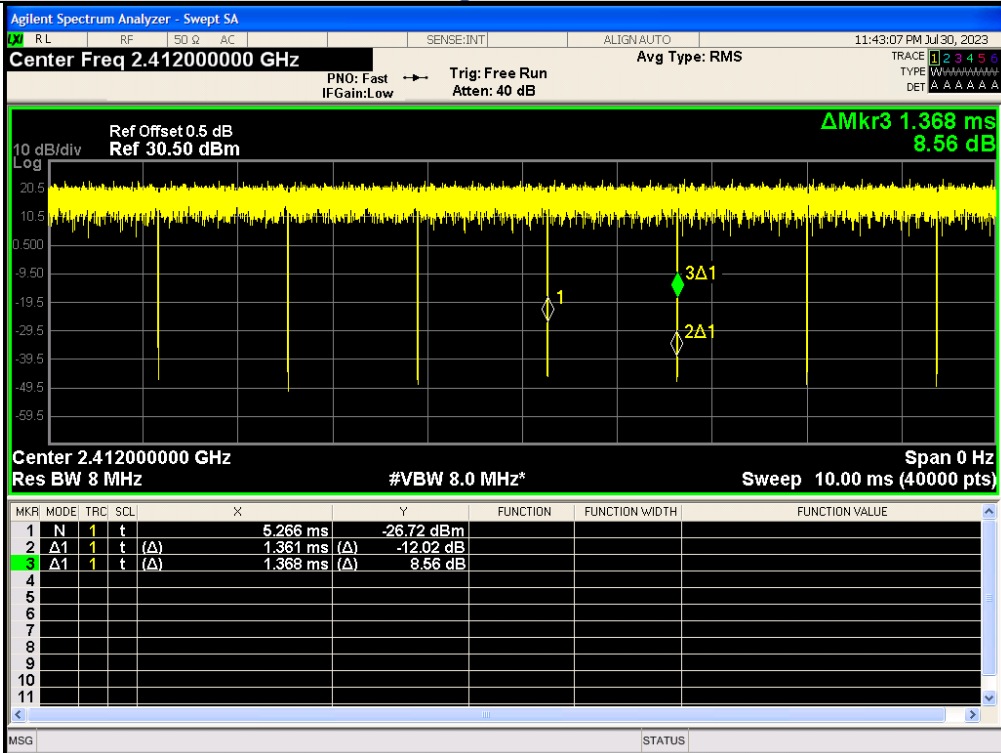 Agilent Spectrum Analyzer - Swept SA
LXI RL RF 50 Ω AC SENSE:INT ALIGN AUTO 11:43:07 PM Jul 30, 2023
Center Freq 2.412000000 GHz Avg Type: RMS TRACE 1 2 3 4 5 6
PNO: Fast Trig: Free Run TYPE WWWWWW
IFGain:Low Atten: 40 dB DET A A A A A A
ΔMkr3 1.368 ms
8.56 dB
Ref Offset 0.5 dB
10 dB/div Ref 30.50 dBm
Log
20.5
10.5
0.500
-9.50
3Δ1
-19.5
1
-29.5
2Δ1
-39.5
-49.5
-59.5
Center 2.412000000 GHz Span 0 Hz
Res BW 8 MHz #VBW 8.0 MHz* Sweep 10.00 ms (40000 pts)
MKR MODE TRC SCL X Y FUNCTION FUNCTION WIDTH FUNCTION VALUE
1 N 1 t 5.266 ms -26.72 dBm
2 Δ1 1 t (Δ) 1.361 ms (Δ) -12.02 dB
3 Δ1 1 t (Δ) 1.368 ms (Δ) 8.56 dB
4
5
6
7
8
9
10
11
MSG STATUS